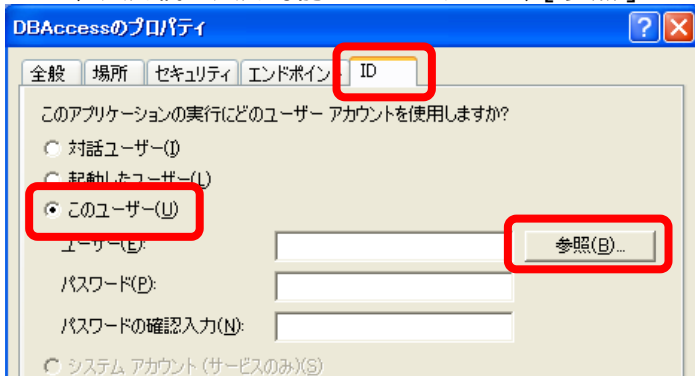 DBAccessのプロパティ
全般 場所 セキュリティ エンドポイント ID
このアプリケーションの実行にどのユーザー アカウントを使用しますか?
対話ユーザー(I)
起動したユーザー(L)
このユーザー(U)
ユーザー(E): 参照(B)...
パスワード(P):
パスワードの確認入力(N):
システム アカウント (サービスのみ)(S)